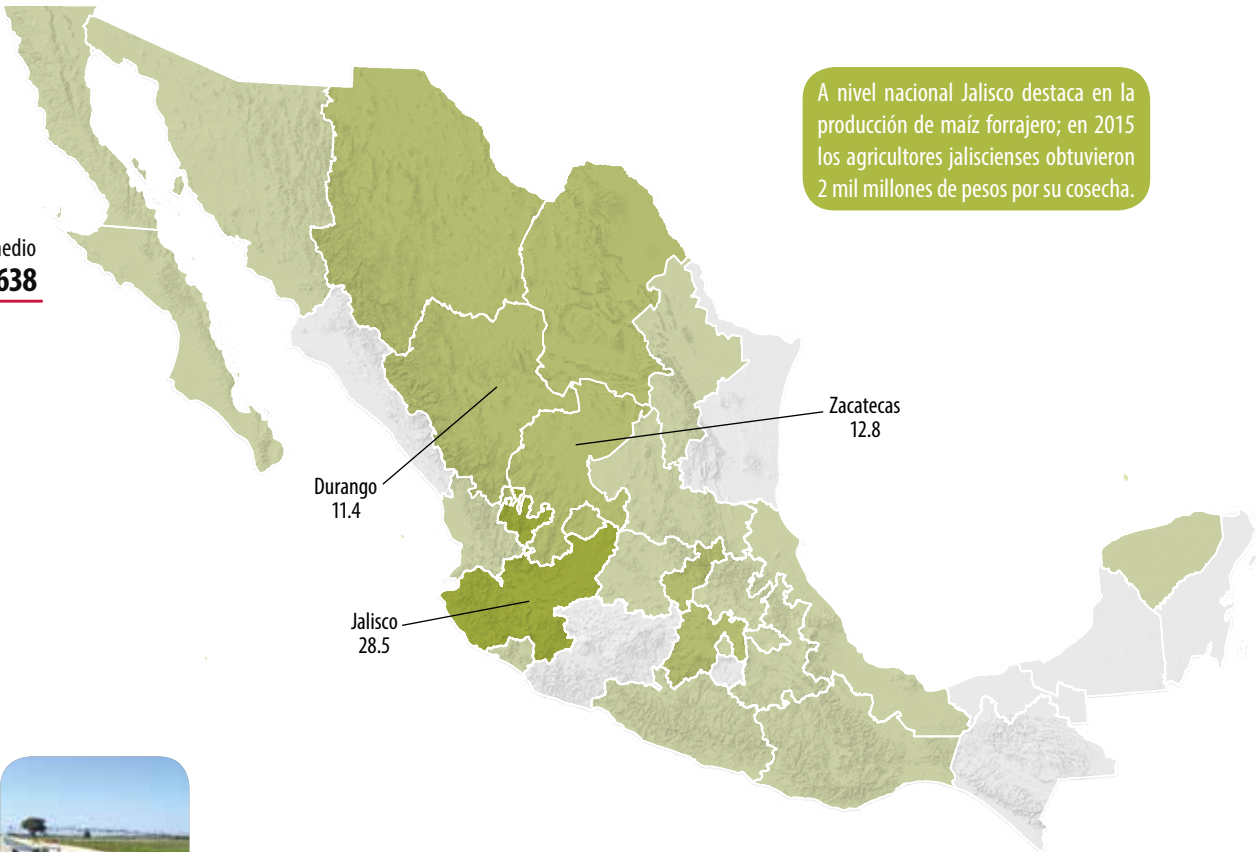 A nivel nacional Jalisco destaca en la
producción de maíz forrajero; en 2015
los agricultores jaliscienses obtuvieron
2 mil millones de pesos por su cosecha.
Zacatecas
12.8
Durango
11.4
Jalisco
28.5